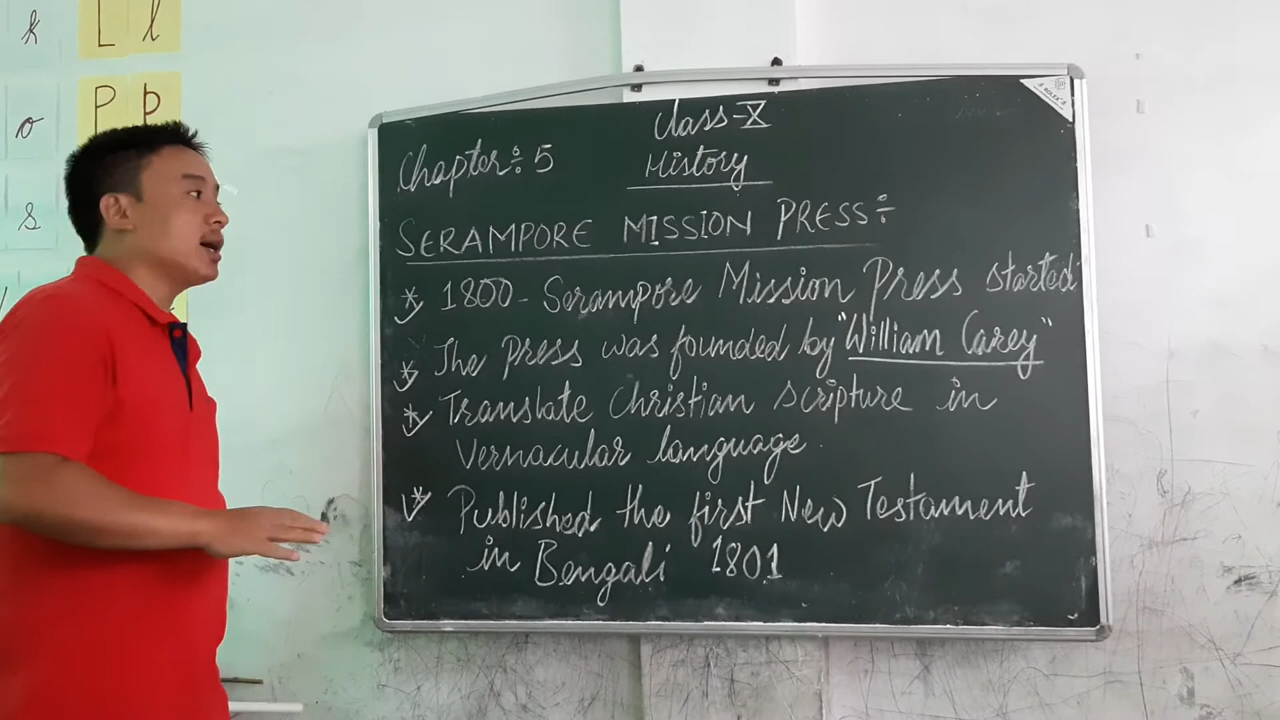 k L l
o P p
s
Class-X
Chapter÷ 5 History
SERAMPORE MISSION PRESS÷
* 1800- Serampore Mission Press started
* The press was founded by "William Carey"
* Translate Christian scripture in
vernacular language.
* Published the first New Testament
in Bengali 1801